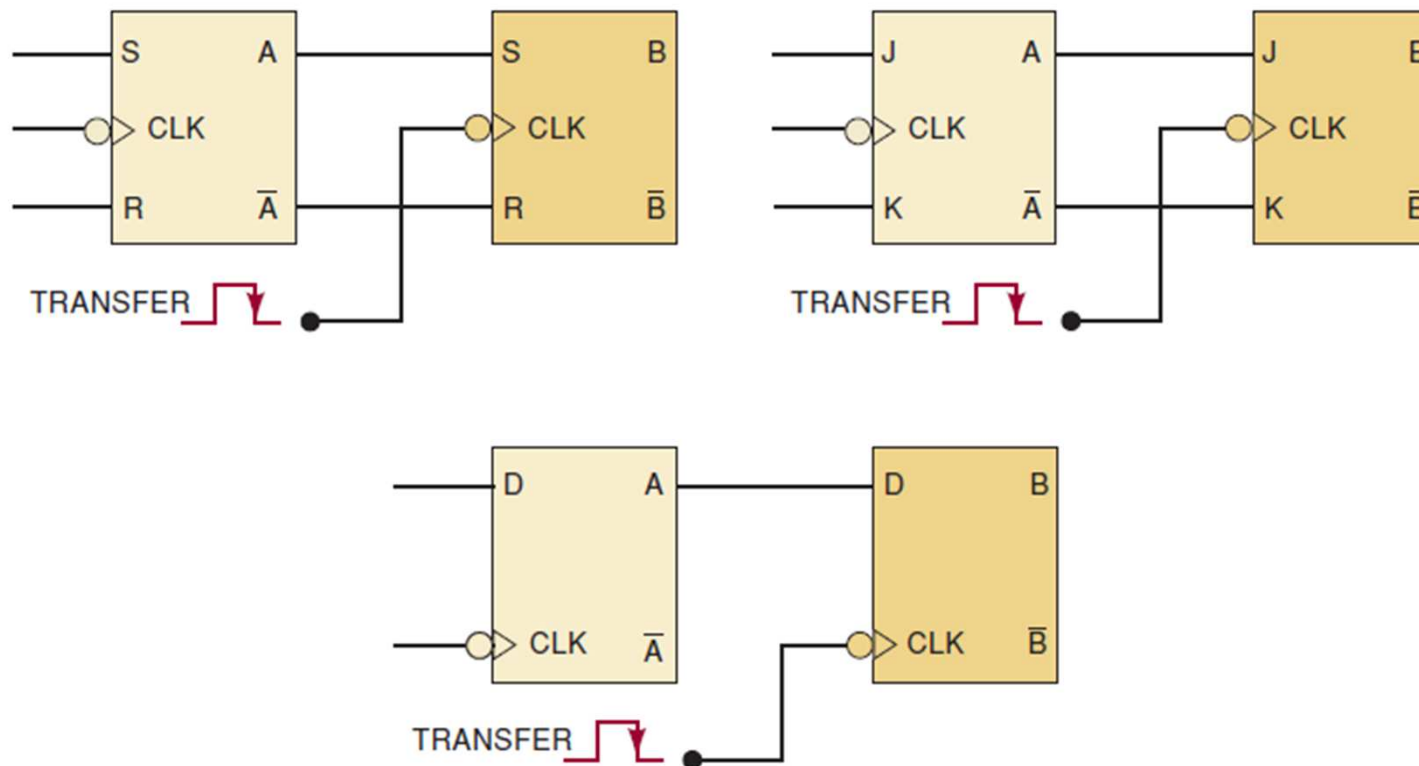 S A S B J A J
CLK CLK CLK CLK
R A̅ R B̅ K A̅ K
TRANSFER TRANSFER
D A D B
CLK A̅ CLK B̅
TRANSFER